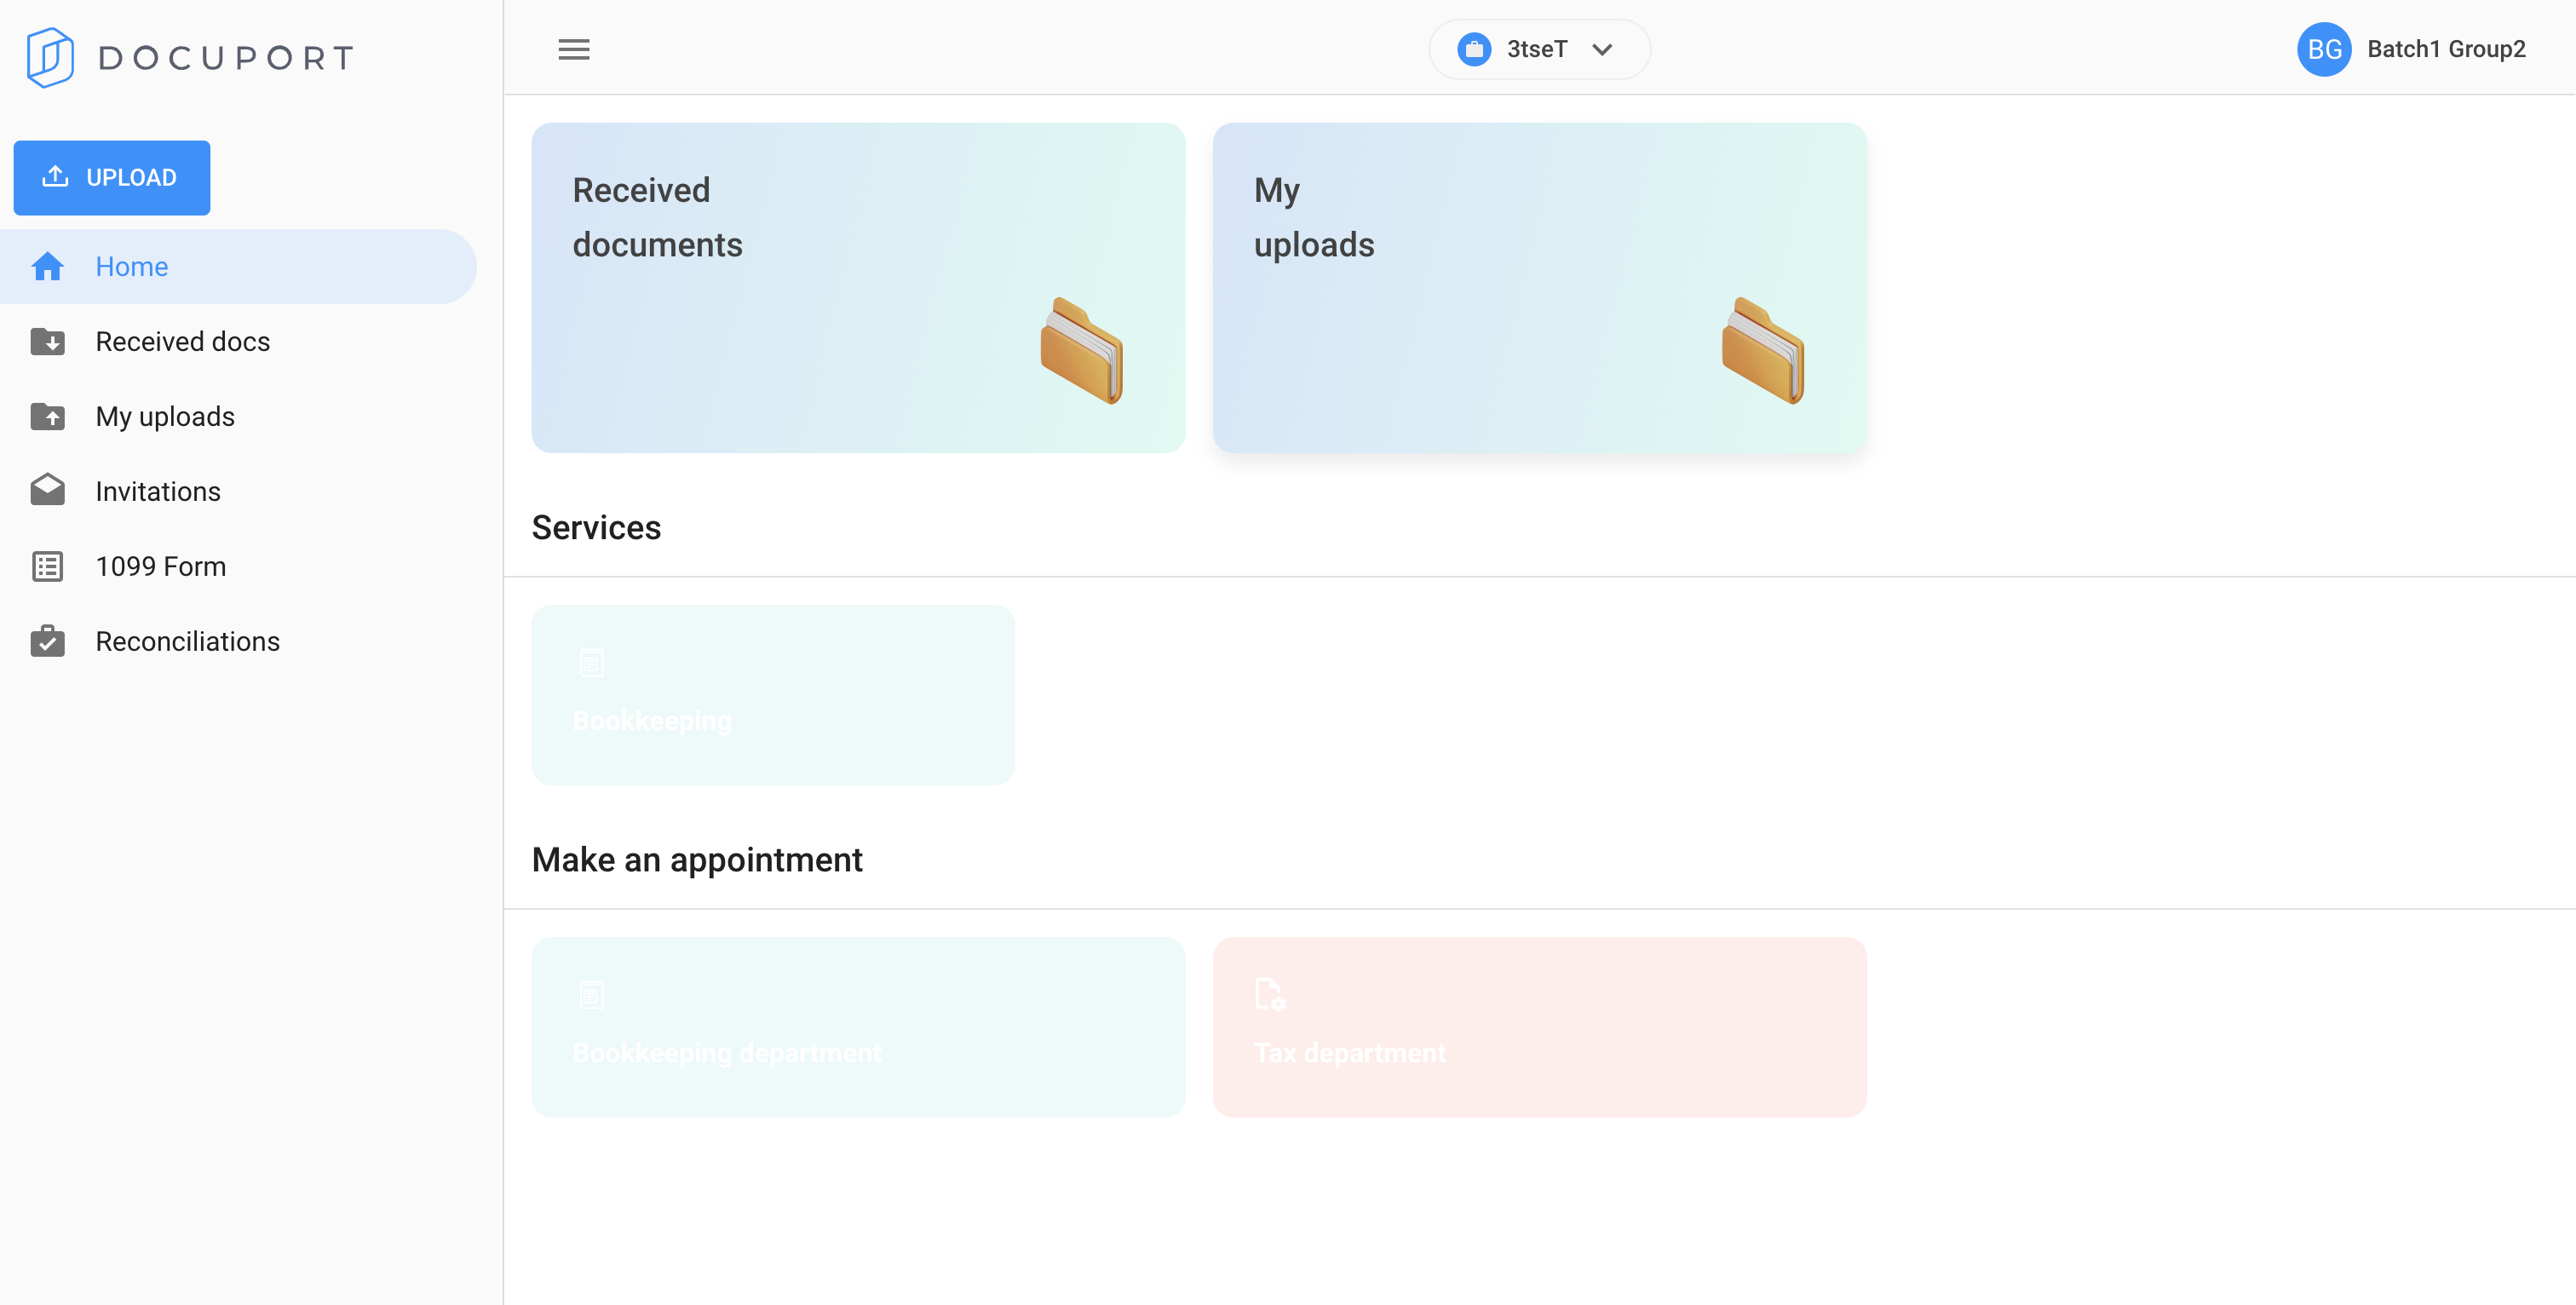 DOCUPORT
UPLOAD
Home
Received docs
My uploads
Invitations
1099 Form
Reconciliations
3tseT
BG
Batch1 Group2
Received
documents
My
uploads
Services
Bookkeeping
Make an appointment
Bookkeeping department
Tax department